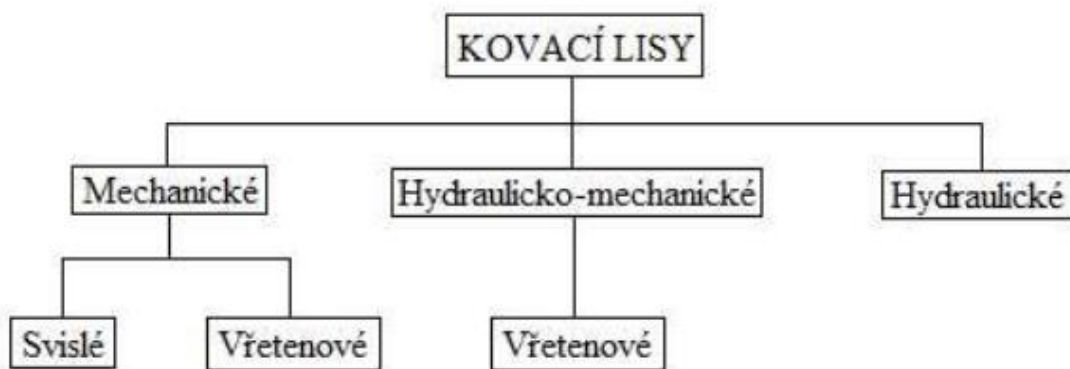 KOVACÍ LISY
Mechanické
Hydraulicko-mechanické
Hydraulické
Svislé
Vřetenové
Vřetenové